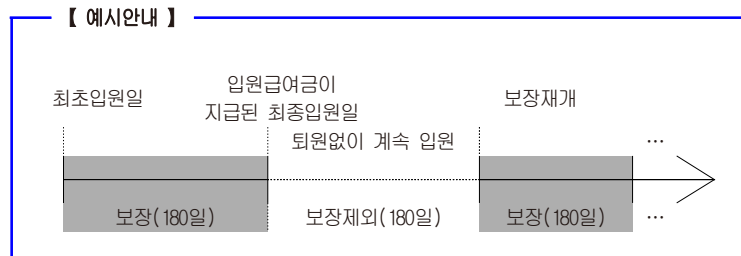 【 예시안내 】
최초입원일
입원급여금이
지급된 최종입원일
보장재개
퇴원없이 계속 입원
…
보장(180일)
보장제외(180일)
보장(180일)
…